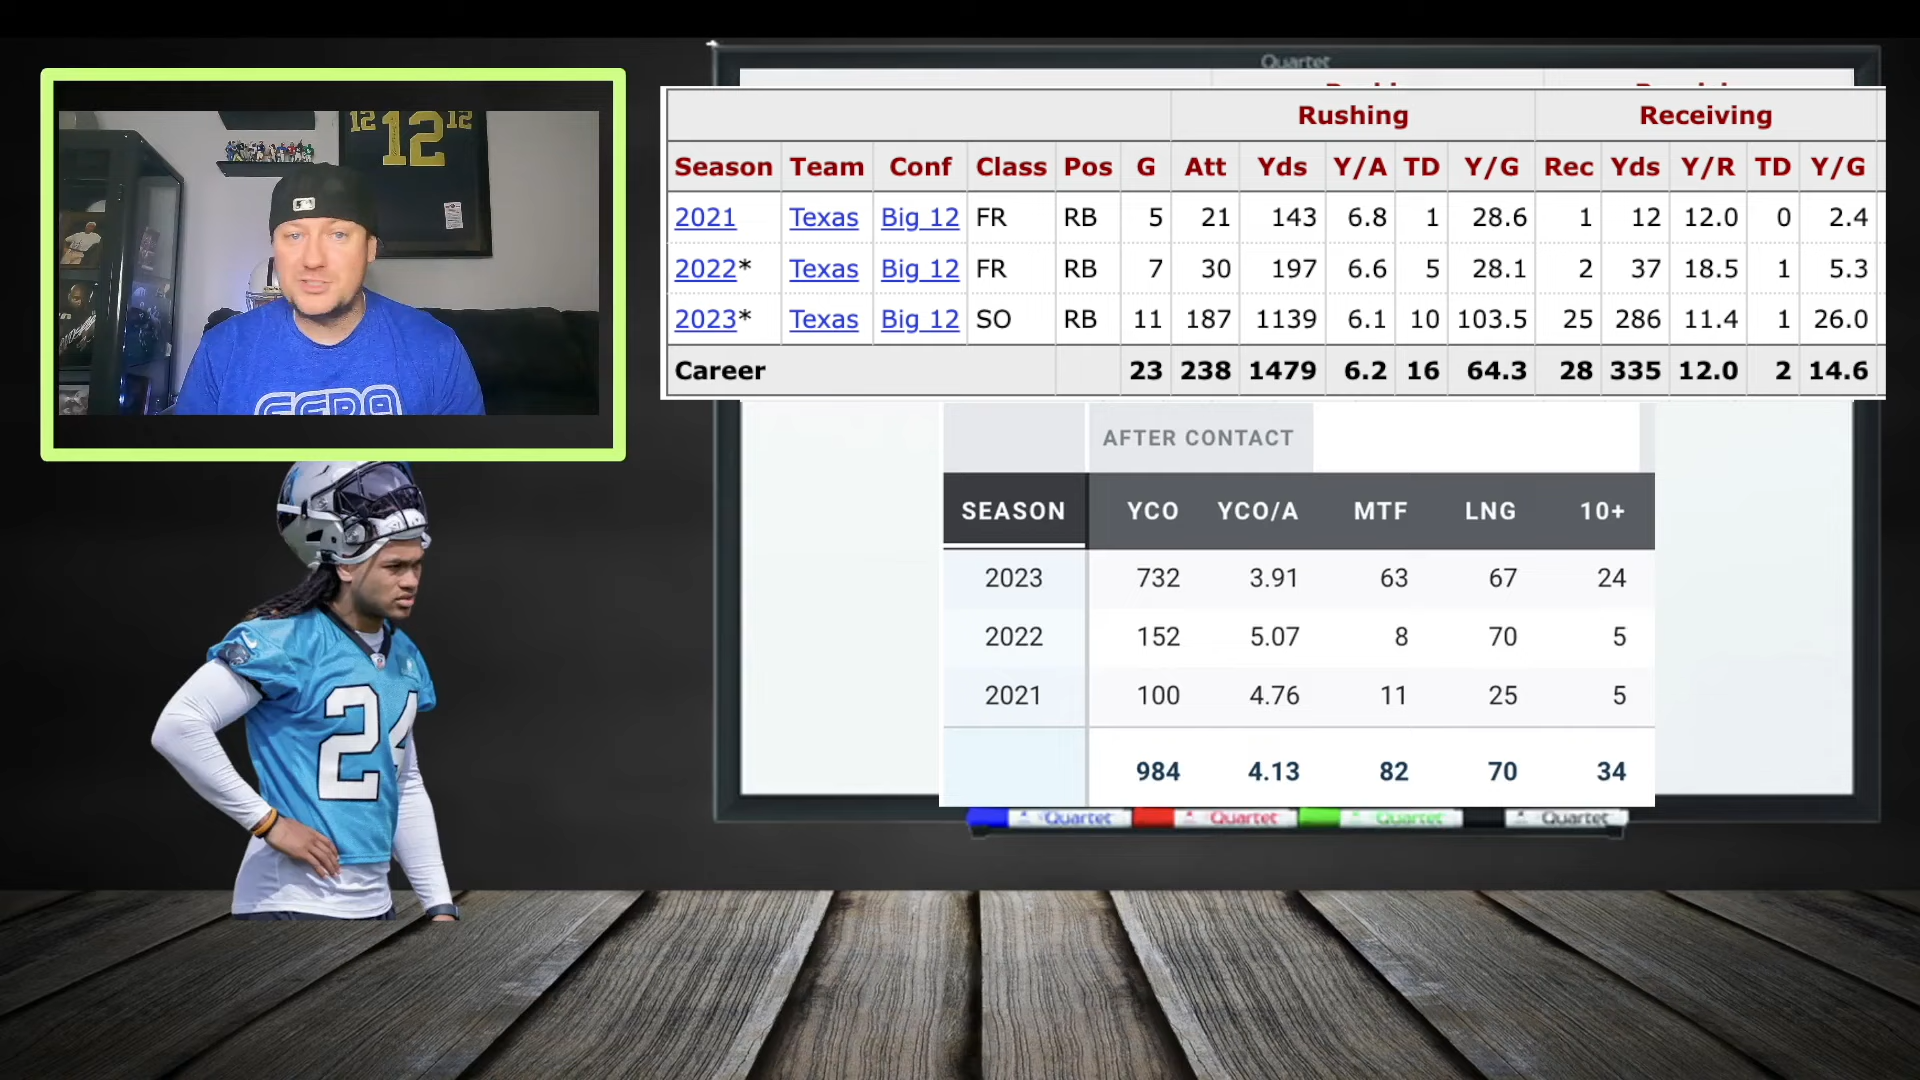 Quartet
12 12 12
Rushing Receiving
Season Team Conf Class Pos G Att Yds Y/A TD Y/G Rec Yds Y/R TD Y/G
2021 Texas Big 12 FR RB 5 21 143 6.8 1 28.6 1 12 12.0 0 2.4
2022* Texas Big 12 FR RB 7 30 197 6.6 5 28.1 2 37 18.5 1 5.3
2023* Texas Big 12 SO RB 11 187 1139 6.1 10 103.5 25 286 11.4 1 26.0
Career 23 238 1479 6.2 16 64.3 28 335 12.0 2 14.6
AFTER CONTACT
SEASON YCO YCO/A MTF LNG 10+
2023 732 3.91 63 67 24
2022 152 5.07 8 70 5
2021 100 4.76 11 25 5
984 4.13 82 70 34
24
Quartet Quartet Quartet Quartet